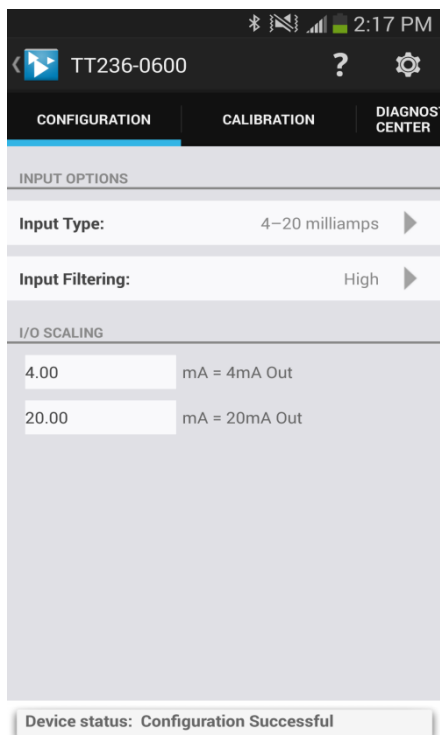 2:17 PM
TT236-0600 ?
CONFIGURATION CALIBRATION DIAGNOS
CENTER
INPUT OPTIONS
Input Type: 4–20 milliamps
Input Filtering: High
I/O SCALING
4.00 mA = 4mA Out
20.00 mA = 20mA Out
Device status: Configuration Successful